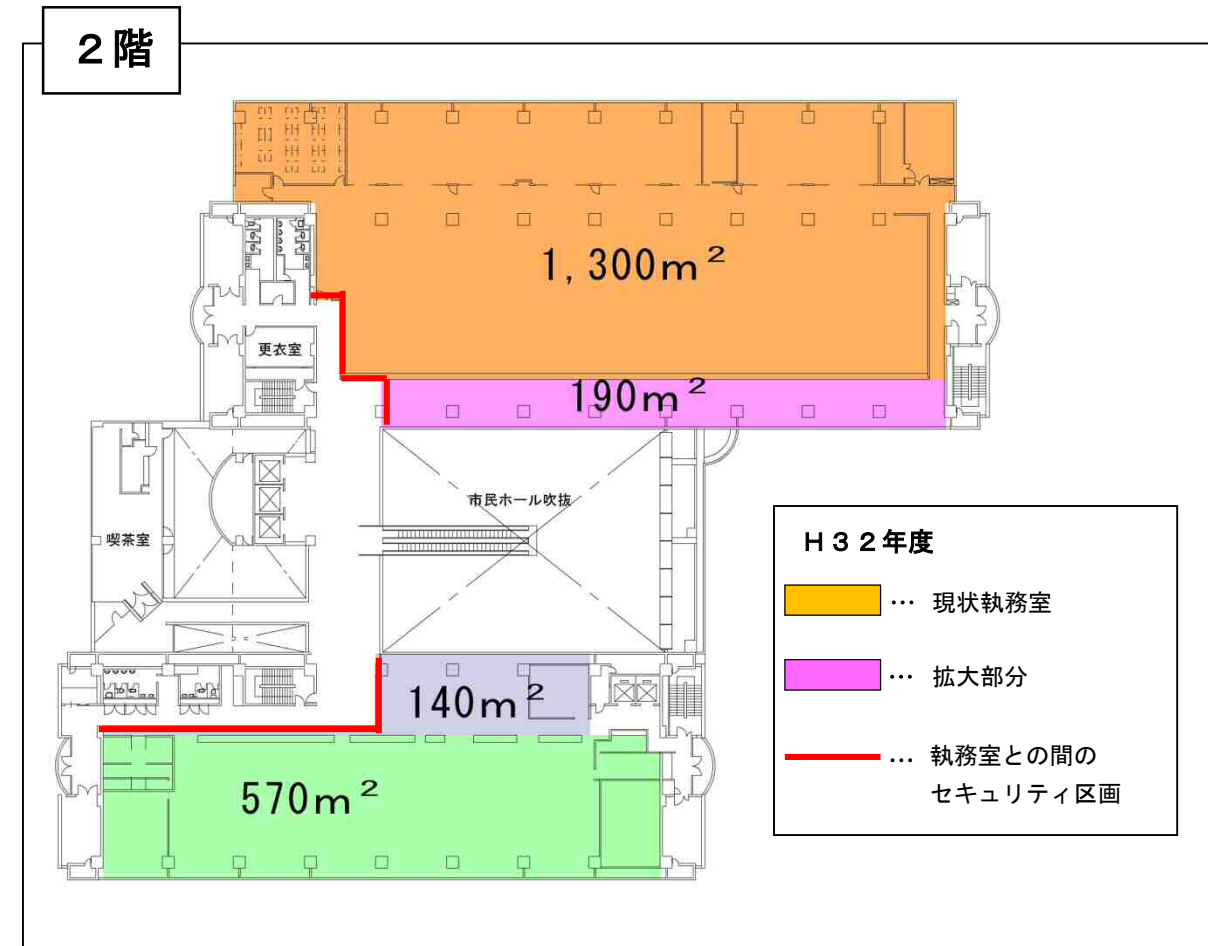 ２階
1,300m²
更衣室
190m²
市民ホール吹抜
喫茶室
Ｈ３２年度
… 現状執務室
… 拡大部分
… 執務室との間の
セキュリティ区画
140m²
570m²